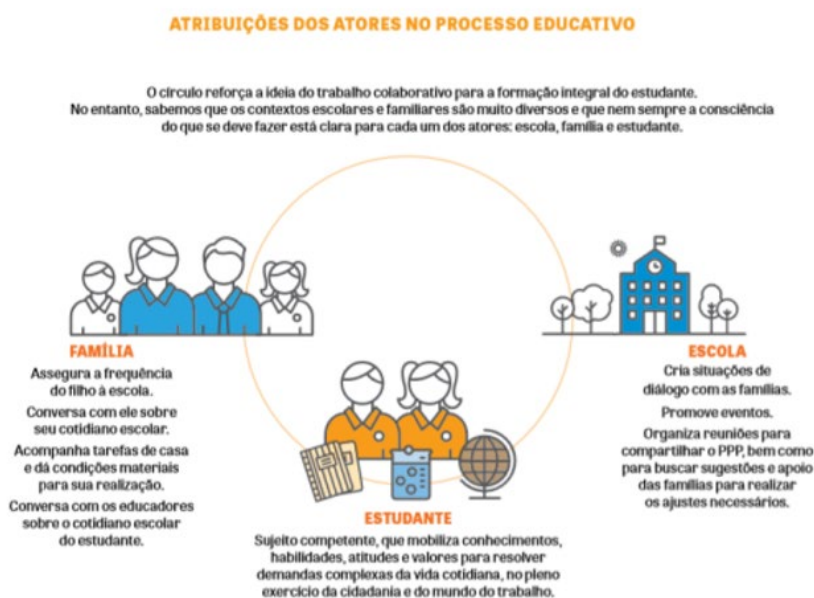 ATRIBUIÇÕES DOS ATORES NO PROCESSO EDUCATIVO
O círculo reforça a ideia do trabalho colaborativo para a formação integral do estudante.
No entanto, sabemos que os contextos escolares e familiares são muito diversos e que nem sempre a consciência
do que se deve fazer está clara para cada um dos atores: escola, família e estudante.
FAMÍLIA
Assegura a frequência
do filho à escola.
Conversa com ele sobre
seu cotidiano escolar.
Acompanha tarefas de casa
e dá condições materiais
para sua realização.
Conversa com os educadores
sobre o cotidiano escolar
do estudante.
ESTUDANTE
Sujeito competente, que mobiliza conhecimentos,
habilidades, atitudes e valores para resolver
demandas complexas da vida cotidiana, no pleno
exercício da cidadania e do mundo do trabalho.
ESCOLA
Cria situações de
diálogo com as famílias.
Promove eventos.
Organiza reuniões para
compartilhar o PPP, bem como
para buscar sugestões e apoio
das famílias para realizar
os ajustes necessários.